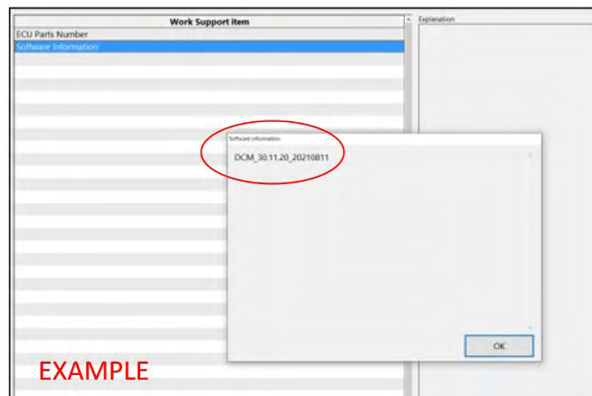 Work Support item
Explanation
ECU Parts Number
Software Information
Software Information
DCM_30.11.20_20210811
OK
EXAMPLE